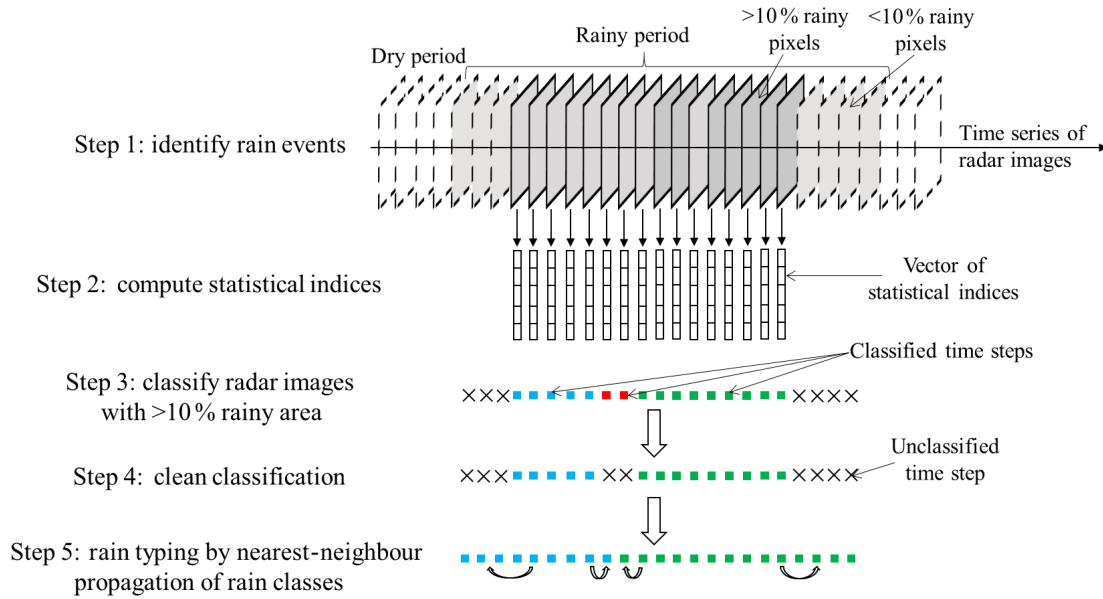 >10 % rainy
pixels
<10% rainy
pixels
Rainy period
Dry period
Step 1: identify rain events
Time series of
radar images
Step 2: compute statistical indices
Vector of
statistical indices
Classified time steps
Step 3: classify radar images
with >10 % rainy area
Unclassified
time step
Step 4: clean classification
Step 5: rain typing by nearest-neighbour
propagation of rain classes